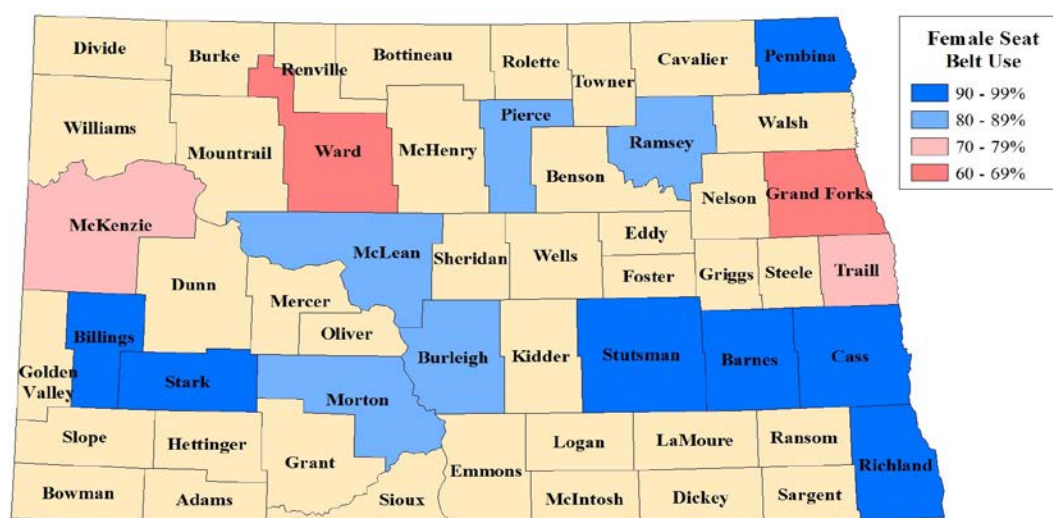 Divide
Burke
Renville
Bottineau
Rolette
Towner
Cavalier
Pembina
Female Seat
Belt Use
90 - 99%
80 - 89%
70 - 79%
60 - 69%
Williams
Mountrail
Ward
McHenry
Pierce
Benson
Ramsey
Walsh
Nelson
Grand Forks
McKenzie
Dunn
McLean
Mercer
Oliver
Sheridan
Wells
Eddy
Foster
Griggs
Steele
Traill
Golden
Valley
Billings
Stark
Morton
Burleigh
Kidder
Stutsman
Barnes
Cass
Slope
Hettinger
Grant
Emmons
Logan
LaMoure
Ransom
Richland
Bowman
Adams
Sioux
McIntosh
Dickey
Sargent